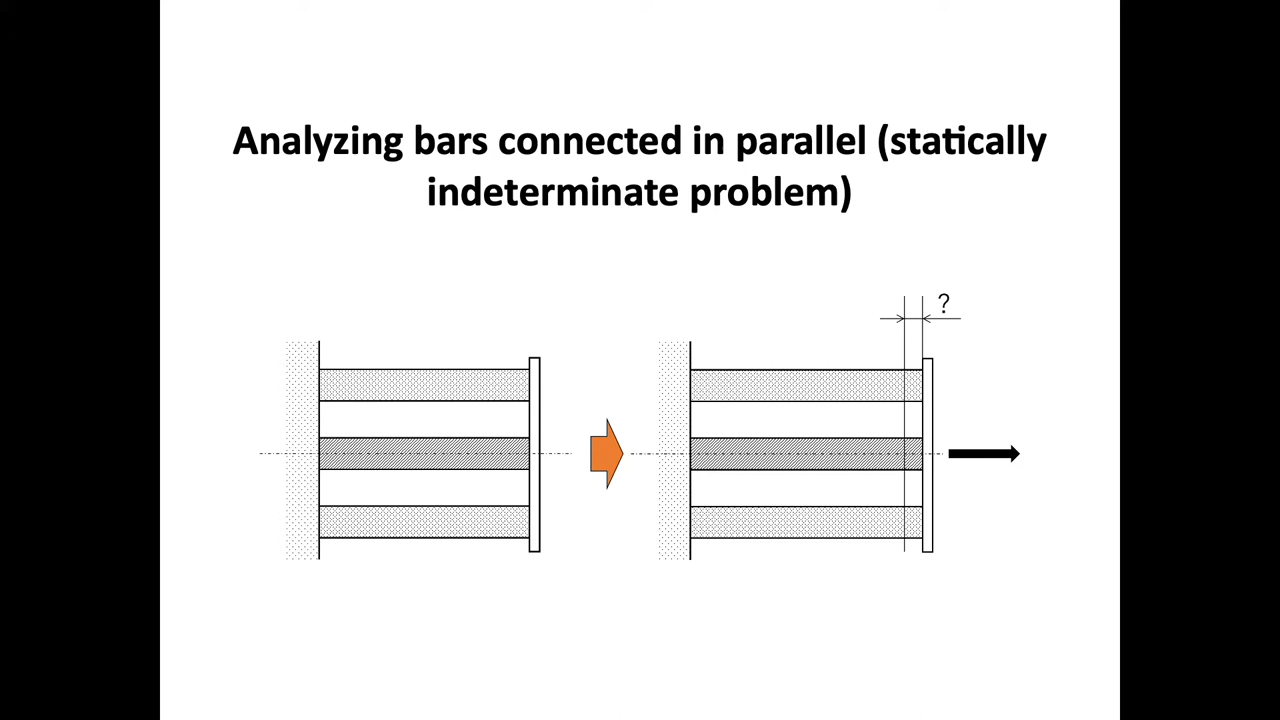 Analyzing bars connected in parallel (statically
indeterminate problem)
?